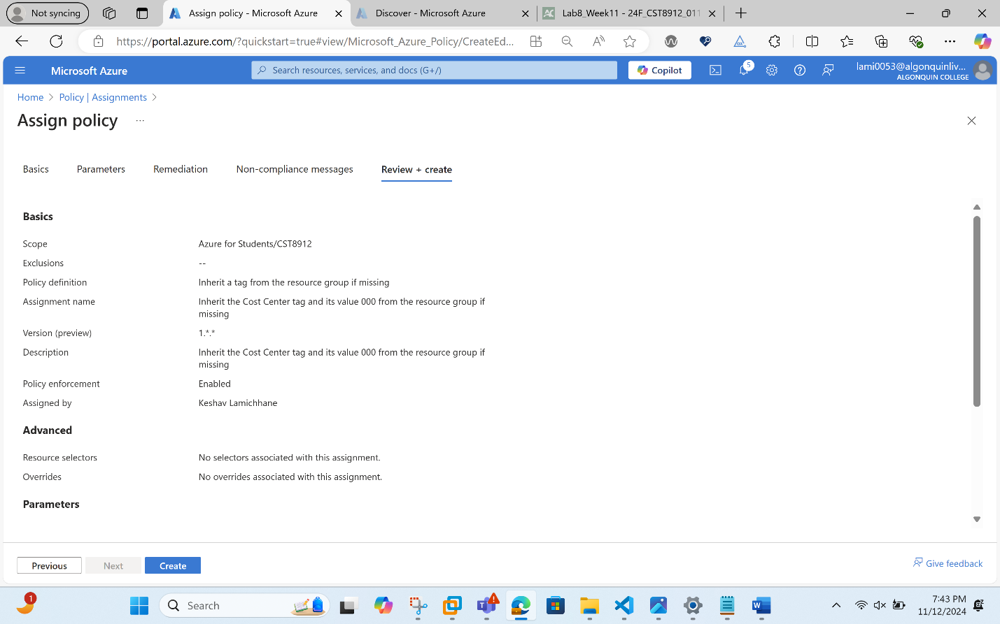 Not syncing
Assign policy - Microsoft Azure
Discover - Microsoft Azure
Lab8_Week11 - 24F_CST8912_011
https://portal.azure.com/?quickstart=true#view/Microsoft_Azure_Policy/CreateEd...
Microsoft Azure
Search resources, services, and docs (G+/)
Copilot
5
lami0053@algonquinliv...
ALGONQUIN COLLEGE
Home > Policy | Assignments >
Assign policy ...
Basics Parameters Remediation Non-compliance messages Review + create
Basics
Scope Azure for Students/CST8912
Exclusions --
Policy definition Inherit a tag from the resource group if missing
Assignment name Inherit the Cost Center tag and its value 000 from the resource group if
missing
Version (preview) 1.*.*
Description Inherit the Cost Center tag and its value 000 from the resource group if
missing
Policy enforcement Enabled
Assigned by Keshav Lamichhane
Advanced
Resource selectors No selectors associated with this assignment.
Overrides No overrides associated with this assignment.
Parameters
Previous Next Create
Give feedback
1
Search
7:43 PM
11/12/2024